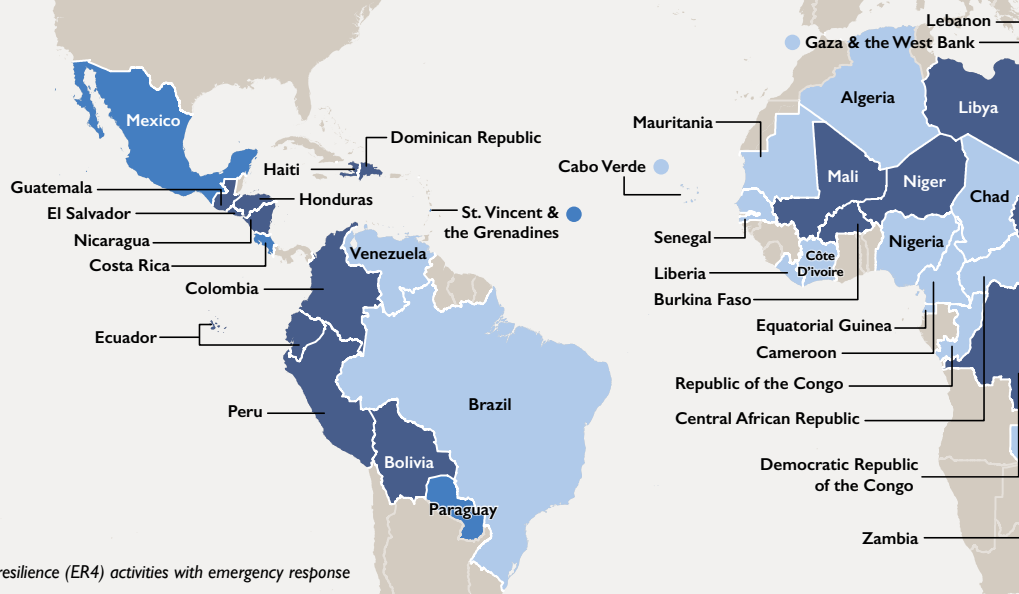 Lebanon
Gaza & the West Bank
Algeria
Libya
Mexico
Mauritania
Dominican Republic
Cabo Verde
Haiti
Mali
Niger
Guatemala
Honduras
Chad
El Salvador
St. Vincent &
the Grenadines
Senegal
Nicaragua
Nigeria
Venezuela
Côte
D'ivoire
Costa Rica
Liberia
Colombia
Burkina Faso
Equatorial Guinea
Ecuador
Cameroon
Republic of the Congo
Peru
Brazil
Central African Republic
Bolivia
Democratic Republic
of the Congo
Paraguay
Zambia
resilience (ER4) activities with emergency response